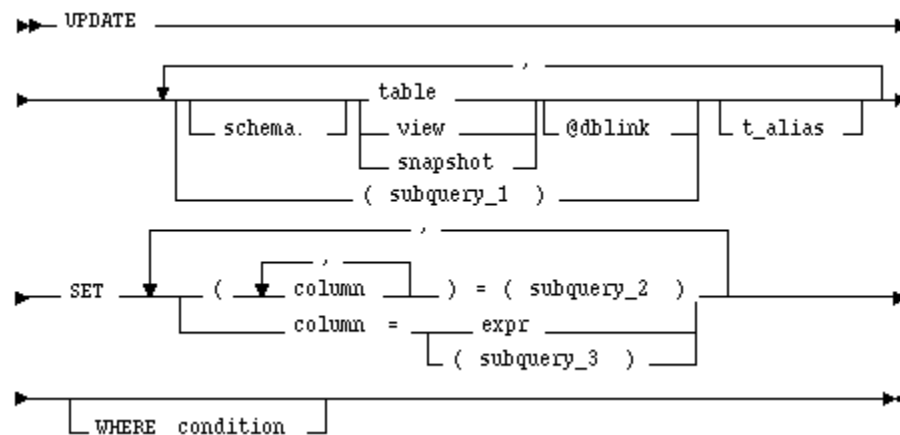 UPDATE
,
table
schema. view @dblink t_alias
snapshot
( subquery_1 )
,
,
SET ( column ) = ( subquery_2 )
column = expr
( subquery_3 )
WHERE condition